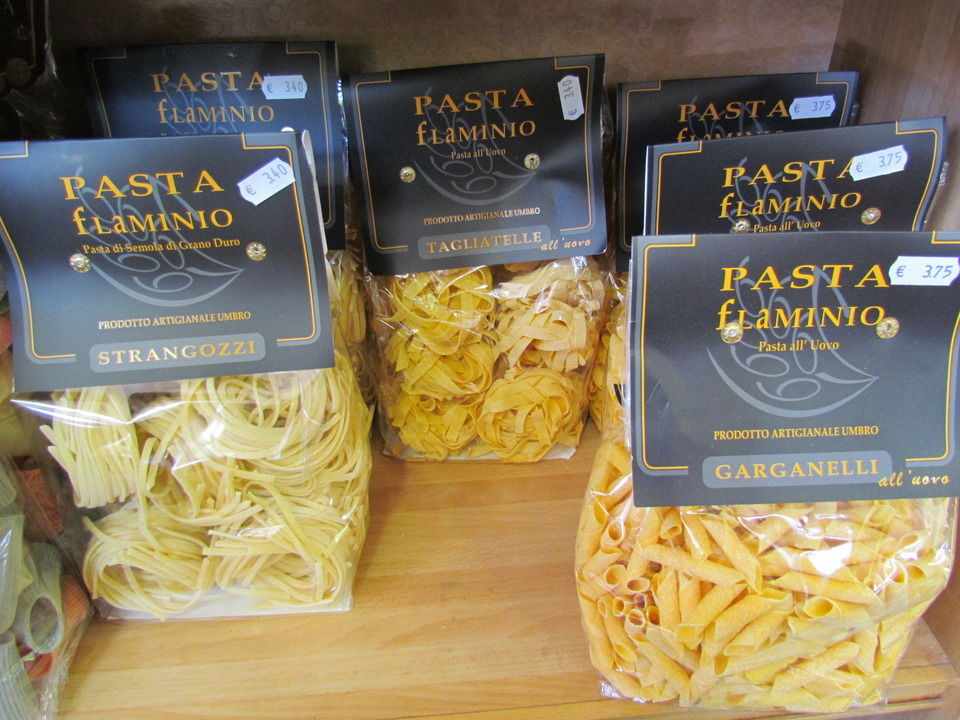 PASTA
fLaMINIO
€ 3.40
PASTA
fLaMINIO
Pasta di Semola di Grano Duro
€ 3.40
PRODOTTO ARTIGIANALE UMBRO
STRANGOZZI
PASTA
fLaMINIO
Pasta all'Uovo
€ 3.40
PRODOTTO ARTIGIANALE UMBRO
TAGLIATELLE
all'uovo
PASTA
fLaMINIO
€ 3.75
PASTA
fLaMINIO
Pasta all'Uovo
€ 3.75
PASTA
fLaMINIO
Pasta all' Uovo
€ 3.75
PRODOTTO ARTIGIANALE UMBRO
GARGANELLI
all'uovo